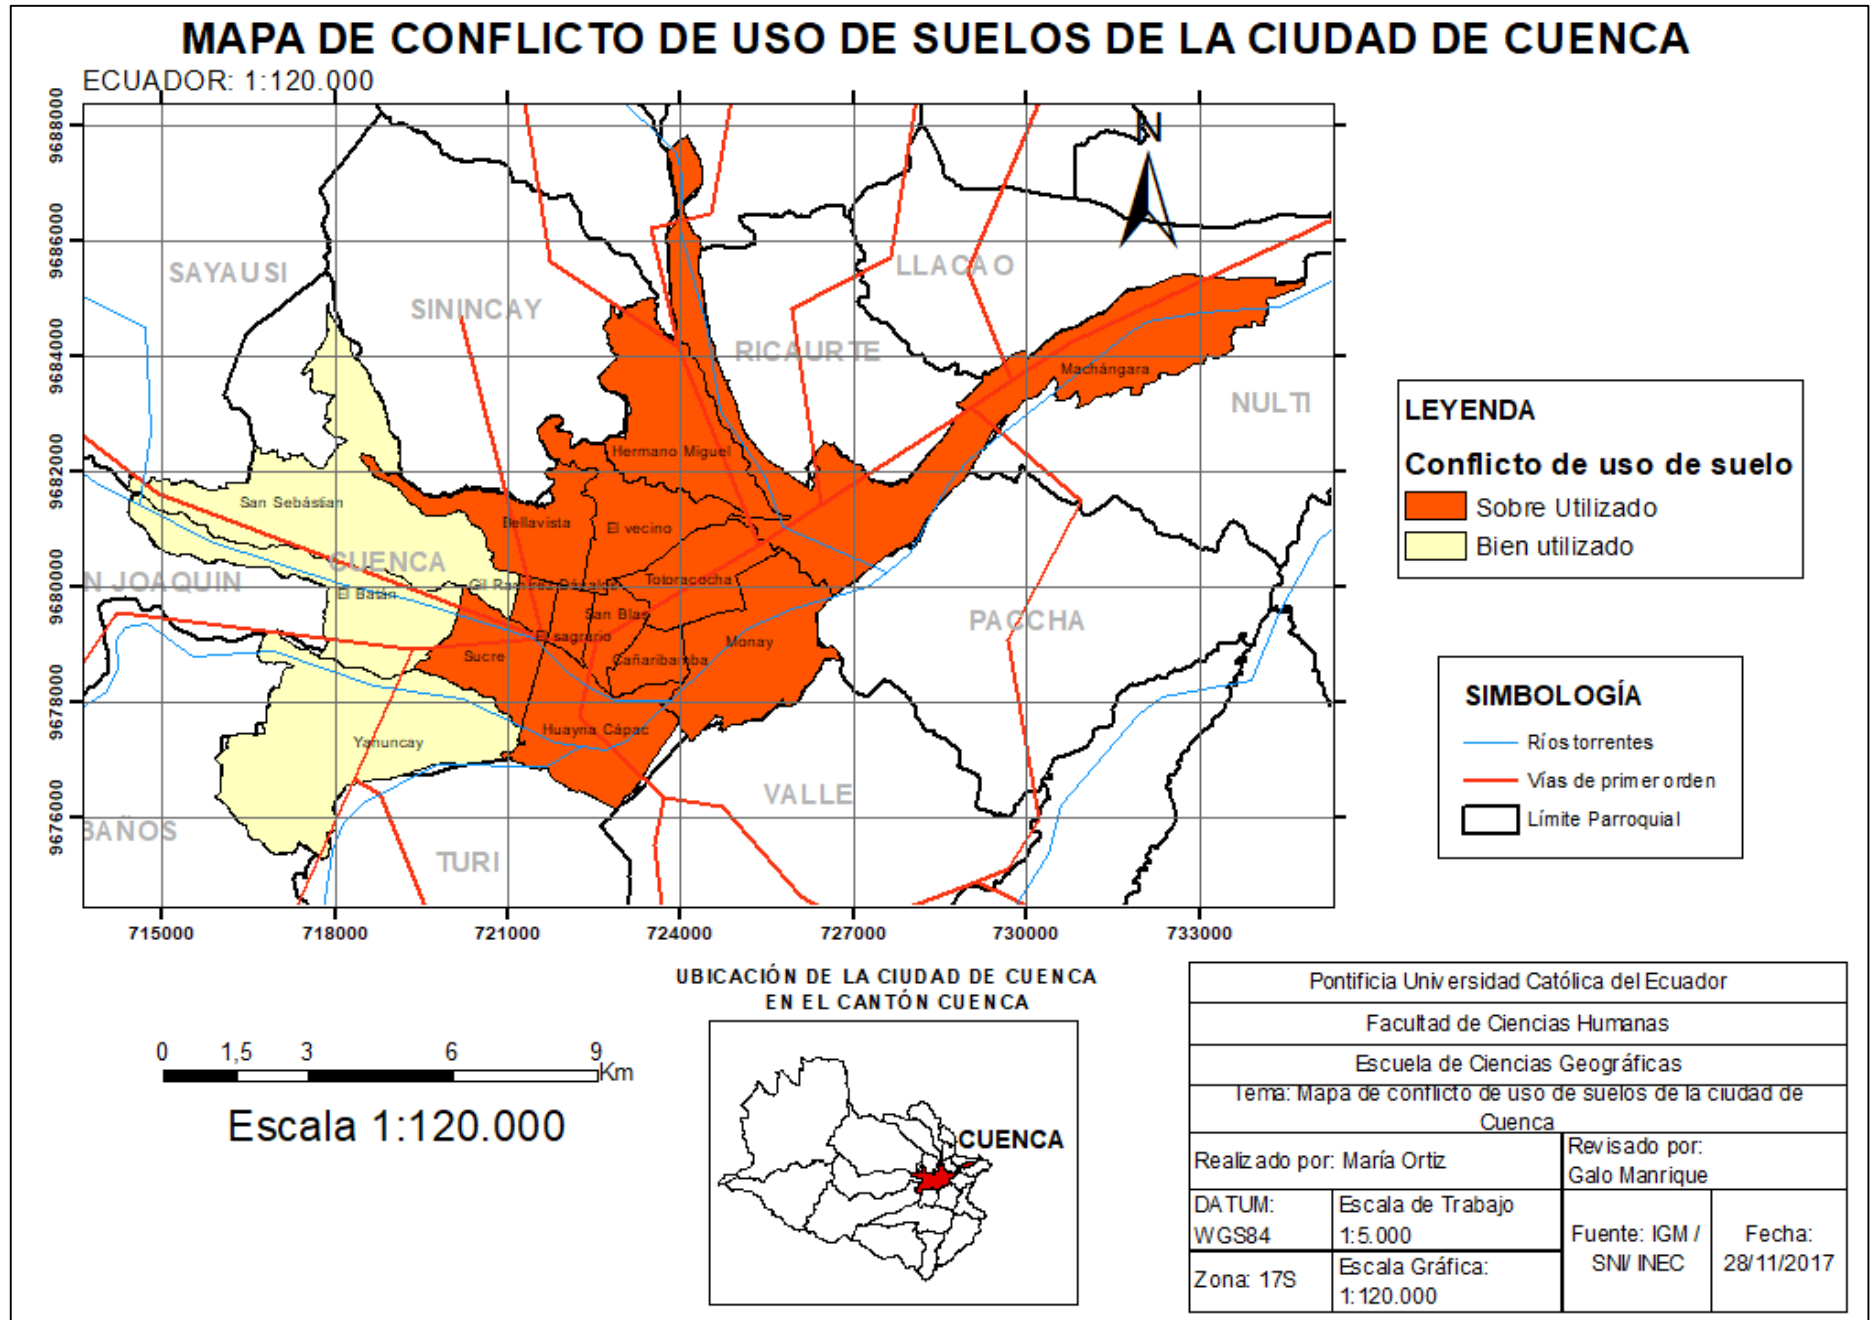 MAPA DE CONFLICTO DE USO DE SUELOS DE LA CIUDAD DE CUENCA
ECUADOR: 1:120.000
9688000
9686000
9684000
9682000
9680000
9678000
9676000
N
SAYAUSI
SININCAY
LLACAO
RICAURTE
Machángara
NULTI
Hermano Miguel
San Sebástian
Bellavista
El vecino
CUENCA
N JOAQUIN
El Batán
Gil Ramírez Dávalos
Totoracocha
San Blas
PACCHA
El sagrario
Monay
Sucre
Cañaribamba
Huayna Cápac
Yanuncay
VALLE
BAÑOS
TURI
715000 718000 721000 724000 727000 730000 733000
LEYENDA
Conflicto de uso de suelo
Sobre Utilizado
Bien utilizado
SIMBOLOGÍA
Ríos torrentes
Vías de primer orden
Límite Parroquial
0 1,5 3 6 9
Km
Escala 1:120.000
UBICACIÓN DE LA CIUDAD DE CUENCA
EN EL CANTÓN CUENCA
CUENCA
Pontificia Universidad Católica del Ecuador
Facultad de Ciencias Humanas
Escuela de Ciencias Geográficas
Tema: Mapa de conflicto de uso de suelos de la ciudad de
Cuenca
Realizado por: María Ortiz
Revisado por:
Galo Manrique
DATUM:
WGS84
Escala de Trabajo
1:5.000
Fuente: IGM /
SNI/ INEC
Fecha:
28/11/2017
Zona: 17S
Escala Gráfica:
1:120.000